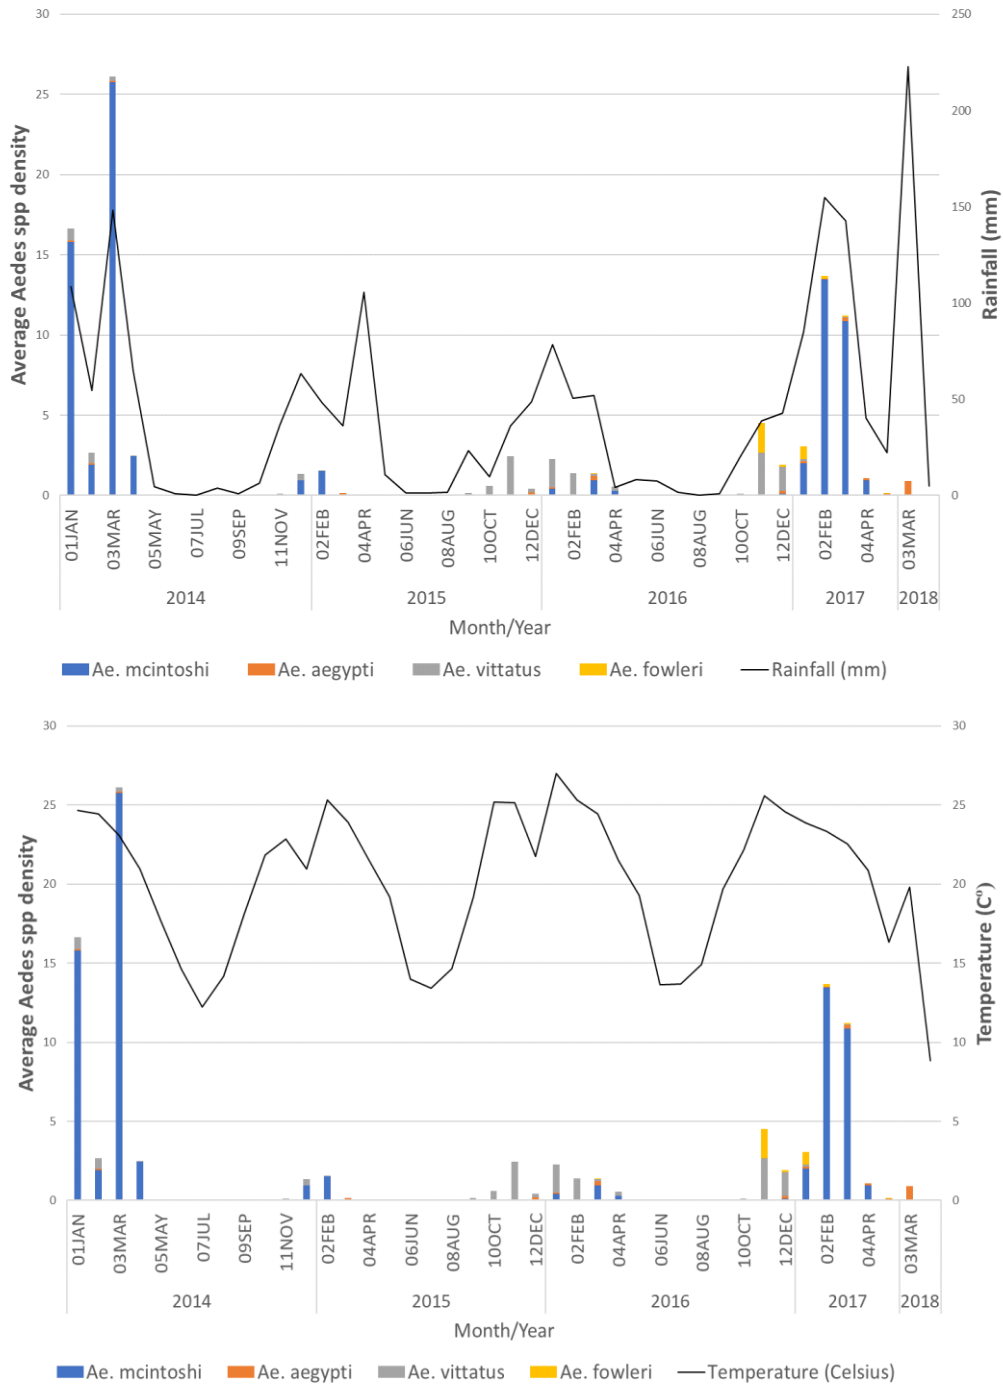 30
25
20
15
10
5
0
Average Aedes spp density
250
200
150
100
50
0
Rainfall (mm)
01JAN
03MAR
05MAY
07JUL
09SEP
11NOV
02FEB
04APR
06JUN
08AUG
10OCT
12DEC
02FEB
04APR
06JUN
08AUG
10OCT
12DEC
02FEB
04APR
03MAR
2014 2015 2016 2017 2018
Month/Year
Ae. mcintoshi Ae. aegypti Ae. vittatus Ae. fowleri Rainfall (mm)
30
25
20
15
10
5
0
Average Aedes spp density
30
25
20
15
10
5
0
Temperature (C°)
01JAN
03MAR
05MAY
07JUL
09SEP
11NOV
02FEB
04APR
06JUN
08AUG
10OCT
12DEC
02FEB
04APR
06JUN
08AUG
10OCT
12DEC
02FEB
04APR
03MAR
2014 2015 2016 2017 2018
Month/Year
Ae. mcintoshi Ae. aegypti Ae. vittatus Ae. fowleri Temperature (Celsius)